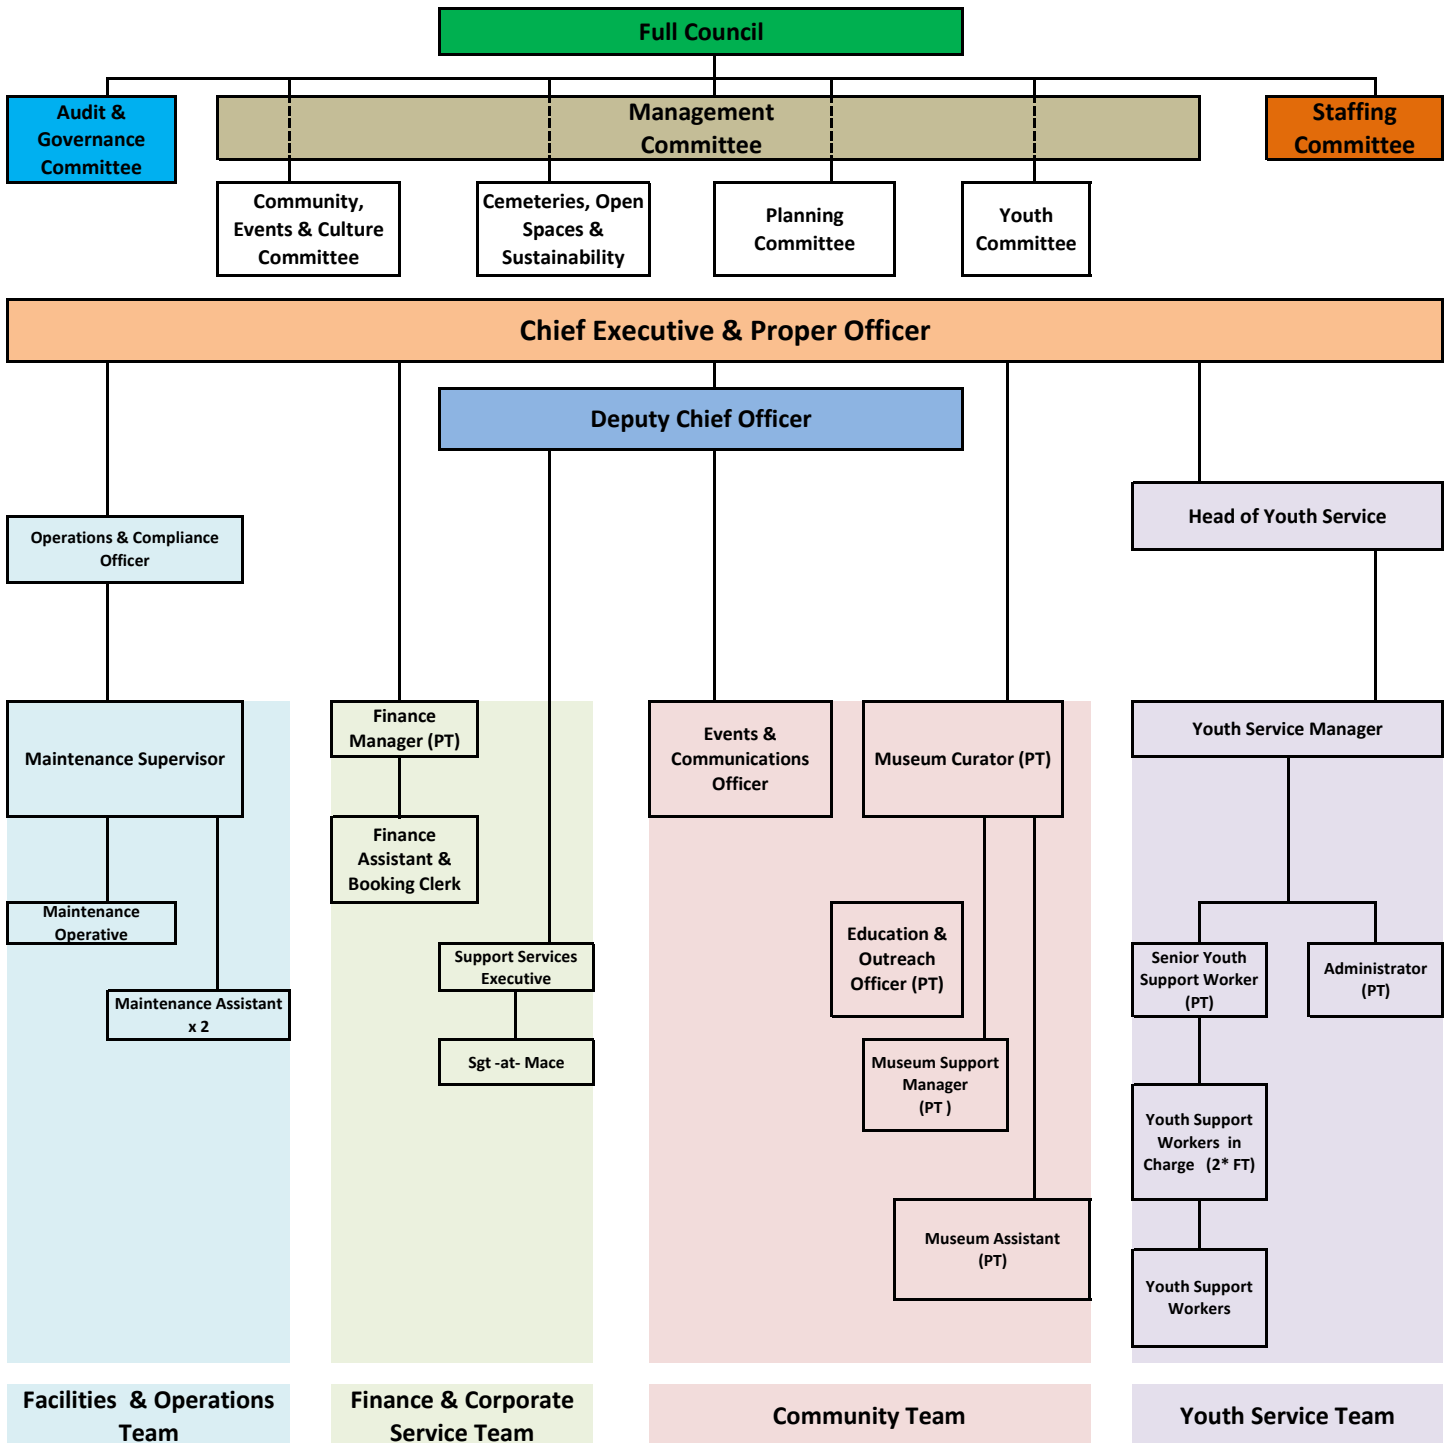 Full Council
Audit &
Governance
Committee
Management
Committee
Staffing
Committee
Community,
Events & Culture
Committee
Cemeteries, Open
Spaces &
Sustainability
Planning
Committee
Youth
Committee
Chief Executive & Proper Officer
Deputy Chief Officer
Operations & Compliance
Officer
Head of Youth Service
Maintenance Supervisor
Finance
Manager (PT)
Events &
Communications
Officer
Museum Curator (PT)
Youth Service Manager
Finance
Assistant &
Booking Clerk
Maintenance
Operative
Education &
Outreach
Officer (PT)
Support Services
Executive
Senior Youth
Support Worker
(PT)
Administrator
(PT)
Maintenance Assistant
x 2
Sgt -at- Mace
Museum Support
Manager
(PT )
Youth Support
Workers in
Charge (2* FT)
Museum Assistant
(PT)
Youth Support
Workers
Facilities & Operations
Team
Finance & Corporate
Service Team
Community Team
Youth Service Team